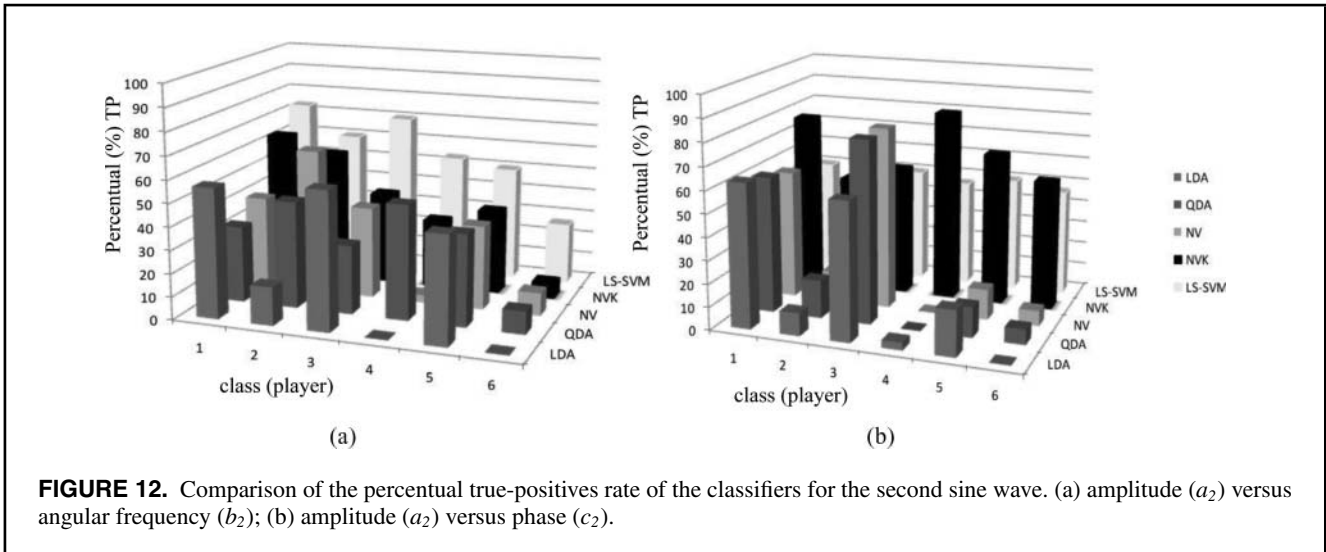 Percentual (%) TP
100
90
80
70
60
50
40
30
20
10
0
1
2
3
4
5
6
LS-SVM
NVK
NV
QDA
LDA
class (player)
(a)
Percentual (%) TP
100
90
80
70
60
50
40
30
20
10
0
1
2
3
4
5
6
LS-SVM
NVK
NV
QDA
LDA
class (player)
(b)
LDA
QDA
NV
NVK
LS-SVM
FIGURE 12. Comparison of the percentual true-positives rate of the classifiers for the second sine wave. (a) amplitude (a₂) versus
angular frequency (b₂); (b) amplitude (a₂) versus phase (c₂).